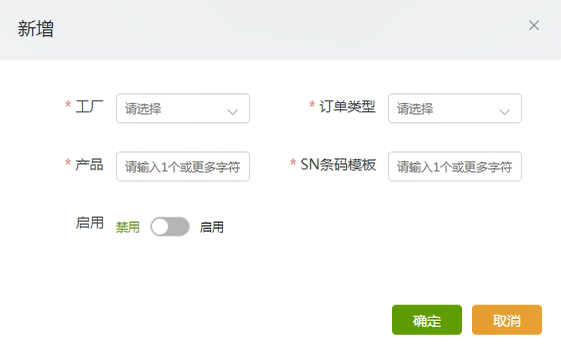 新增
* 工厂 请选择 * 订单类型 请选择
* 产品 请输入1个或更多字符 * SN条码模板 请输入1个或更多字符
启用 禁用 启用
确定 取消